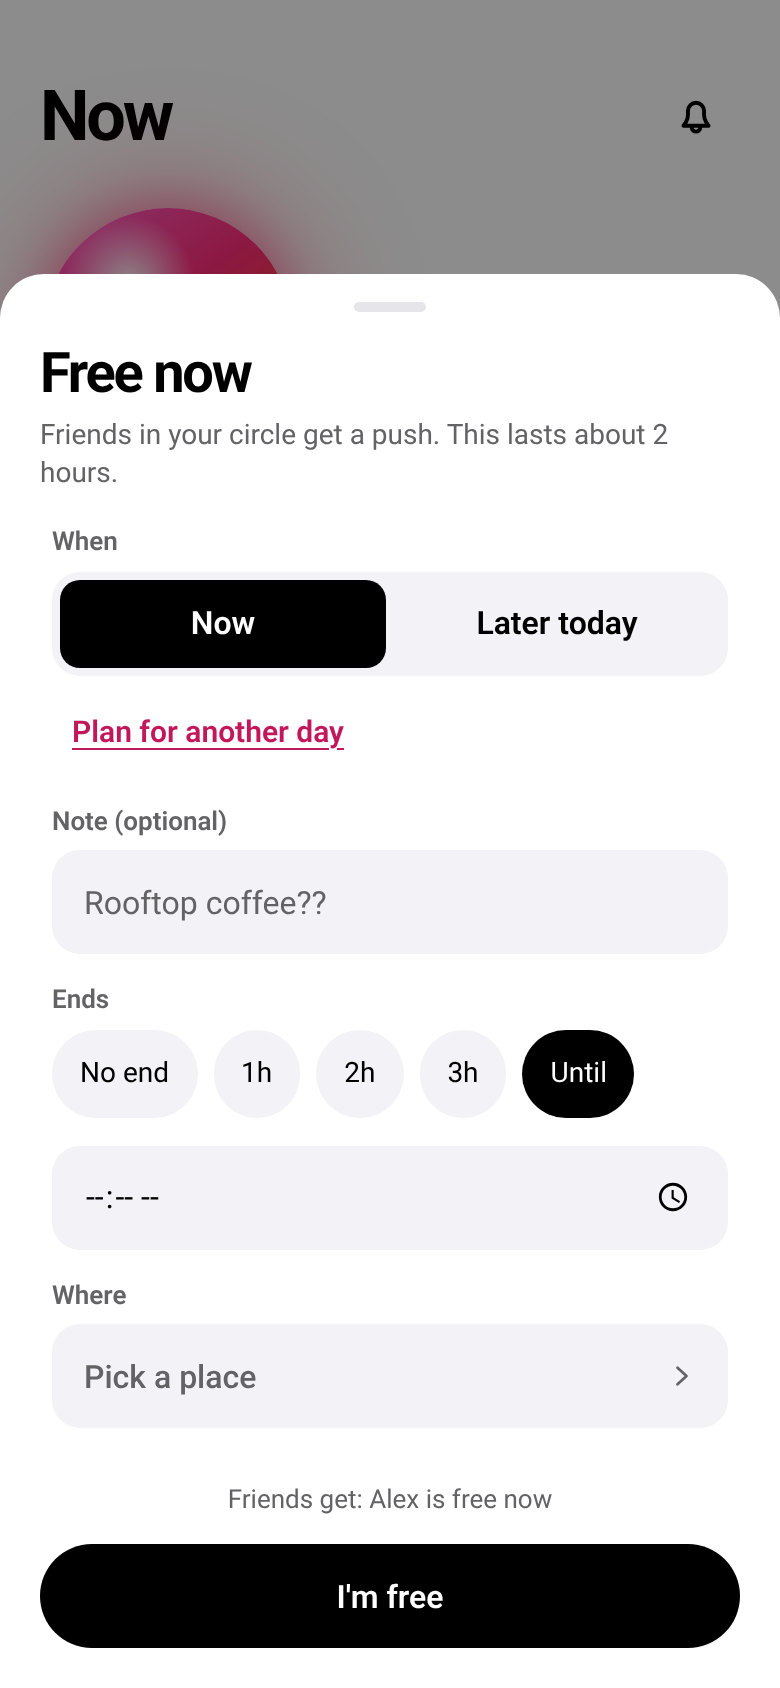 Now
Free now
Friends in your circle get a push. This lasts about 2
hours.
When
Now
Later today
Plan for another day
Note (optional)
Rooftop coffee??
Ends
No end
1h
2h
3h
Until
--:-- --
Where
Pick a place
Friends get: Alex is free now
I'm free